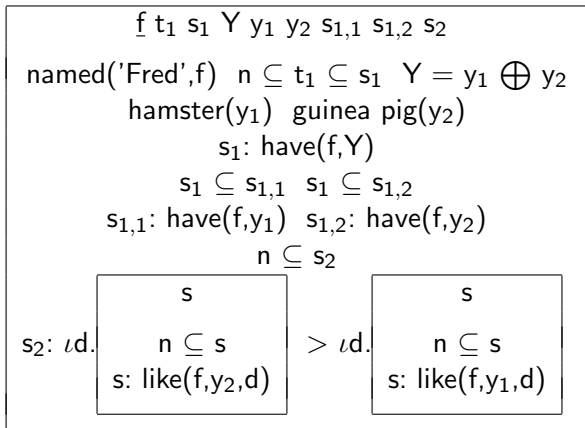 f t₁ s₁ Y y₁ y₂ s₁,₁ s₁,₂ s₂
named('Fred',f) n ⊆ t₁ ⊆ s₁ Y = y₁ ⊕ y₂
hamster(y₁) guinea pig(y₂)
s₁: have(f,Y)
s₁ ⊆ s₁,₁ s₁ ⊆ s₁,₂
s₁,₁: have(f,y₁) s₁,₂: have(f,y₂)
n ⊆ s₂
s s
s₂: ιd. n ⊆ s > ιd. n ⊆ s
s: like(f,y₂,d) s: like(f,y₁,d)